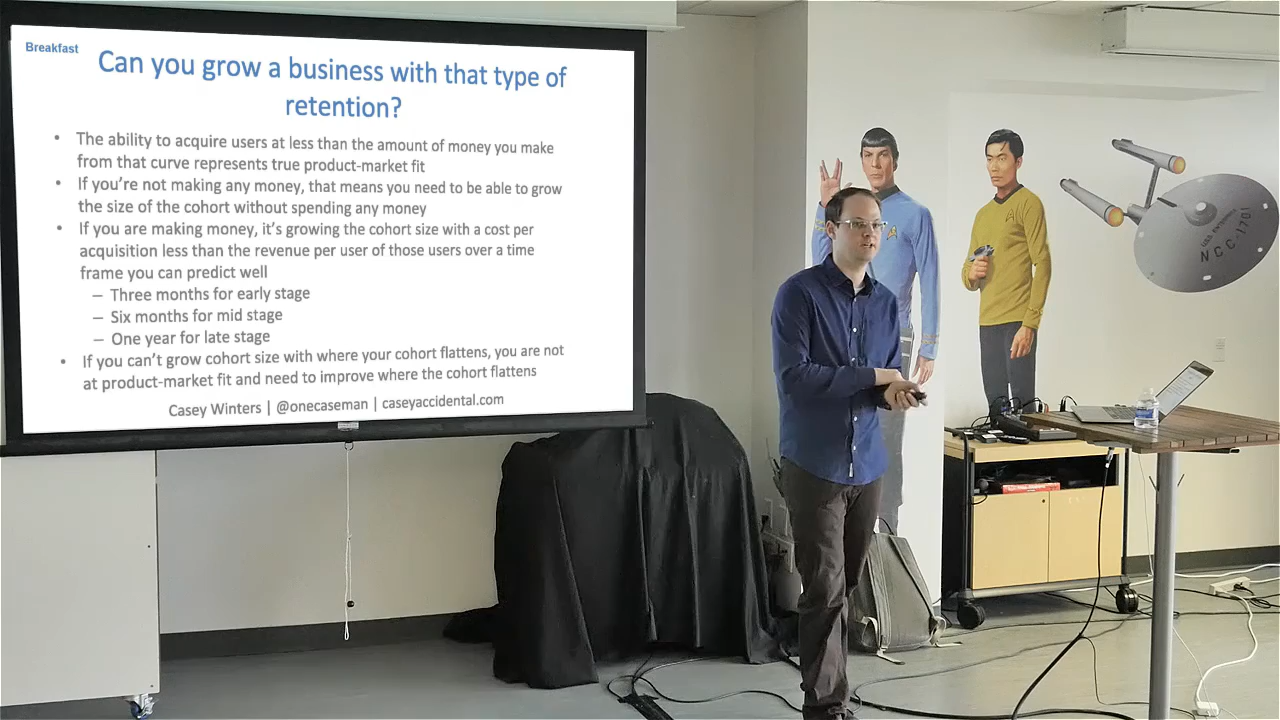 Breakfast
Can you grow a business with that type of
retention?
• The ability to acquire users at less than the amount of money you make
from that curve represents true product-market fit
• If you're not making any money, that means you need to be able to grow
the size of the cohort without spending any money
• If you are making money, it's growing the cohort size with a cost per
acquisition less than the revenue per user of those users over a time
frame you can predict well
– Three months for early stage
– Six months for mid stage
– One year for late stage
• If you can't grow cohort size with where your cohort flattens, you are not
at product-market fit and need to improve where the cohort flattens
Casey Winters | @onecaseman | caseyaccidental.com
U.S.S. ENTERPRISE
NCC-1701